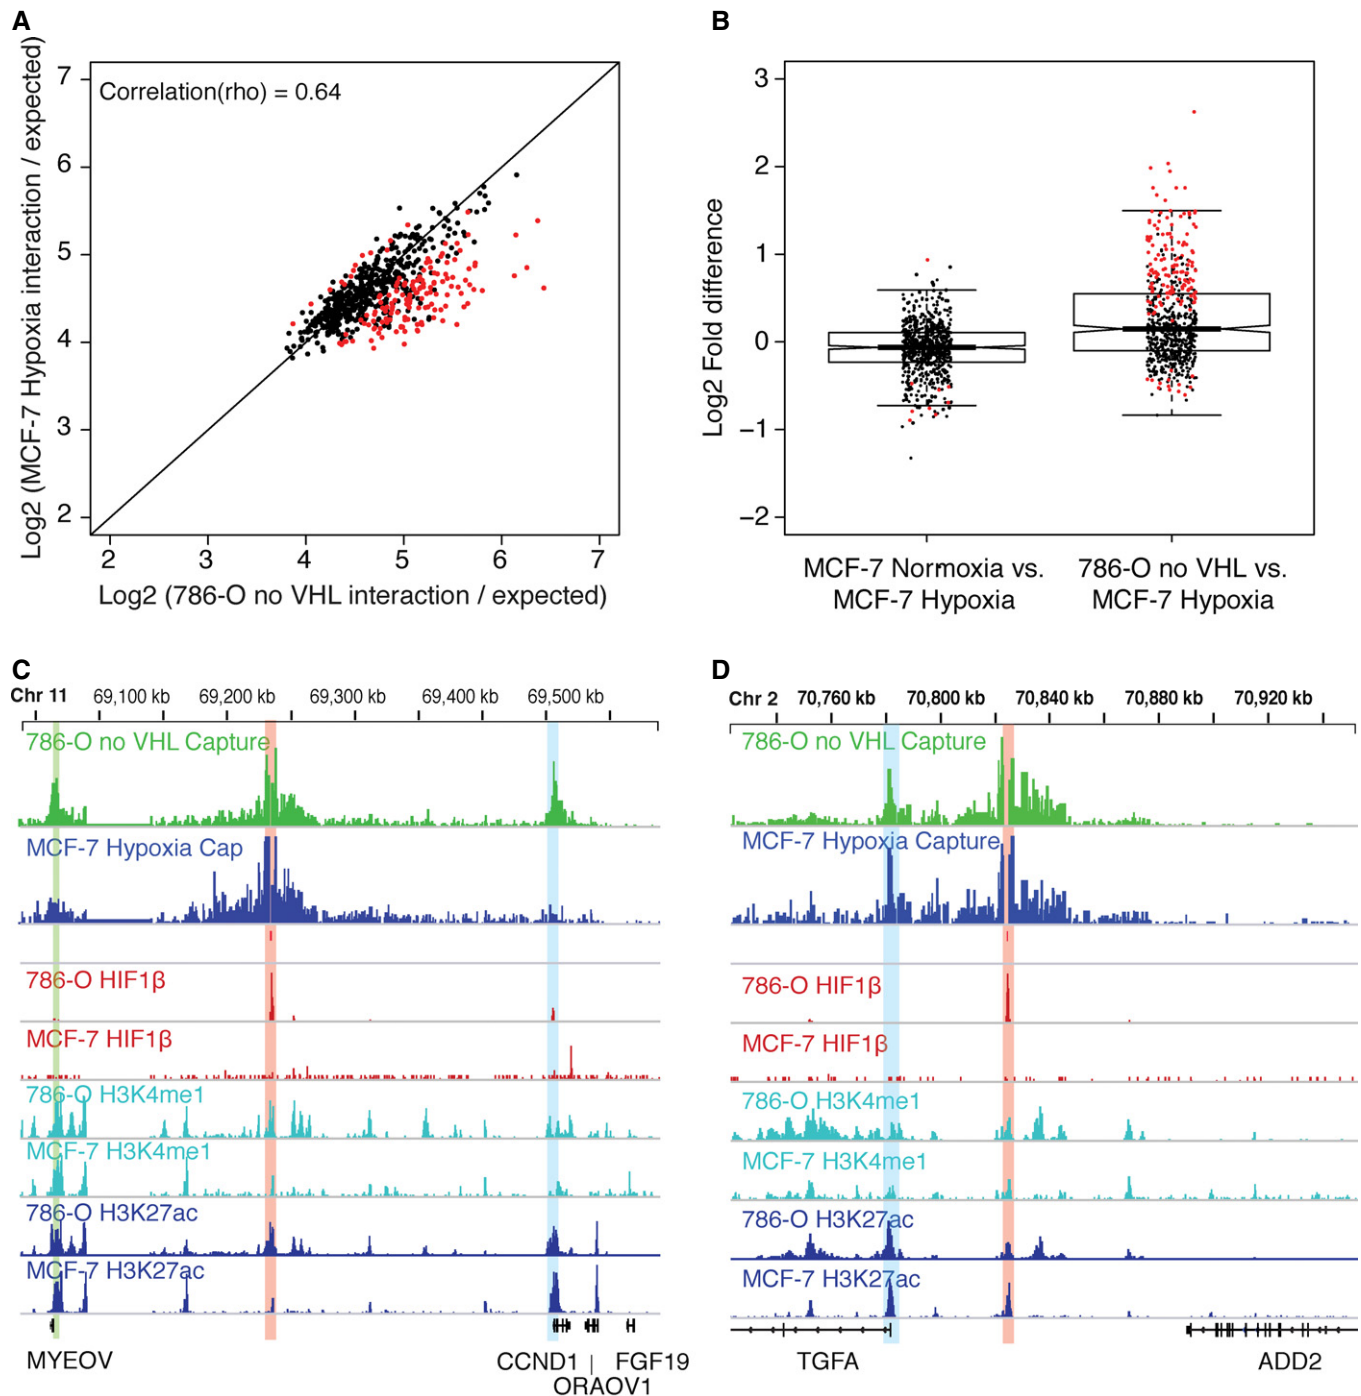 A
B
Log2 (MCF-7 Hypoxia interaction / expected)
7
6
5
4
3
2
Correlation(rho) = 0.64
2 3 4 5 6 7
Log2 (786-O no VHL interaction / expected)
Log2 Fold difference
3
2
1
0
−1
−2
MCF-7 Normoxia vs.
MCF-7 Hypoxia
786-O no VHL vs.
MCF-7 Hypoxia
C
Chr 11 69,100 kb 69,200 kb 69,300 kb 69,400 kb 69,500 kb
786-O no VHL Capture
MCF-7 Hypoxia Cap
786-O HIF1β
MCF-7 HIF1β
786-O H3K4me1
MCF-7 H3K4me1
786-O H3K27ac
MCF-7 H3K27ac
MYEOV CCND1 | FGF19
ORAOV1
D
Chr 2 70,760 kb 70,800 kb 70,840 kb 70,880 kb 70,920 kb
786-O no VHL Capture
MCF-7 Hypoxia Capture
786-O HIF1β
MCF-7 HIF1β
786-O H3K4me1
MCF-7 H3K4me1
786-O H3K27ac
MCF-7 H3K27ac
TGFA ADD2